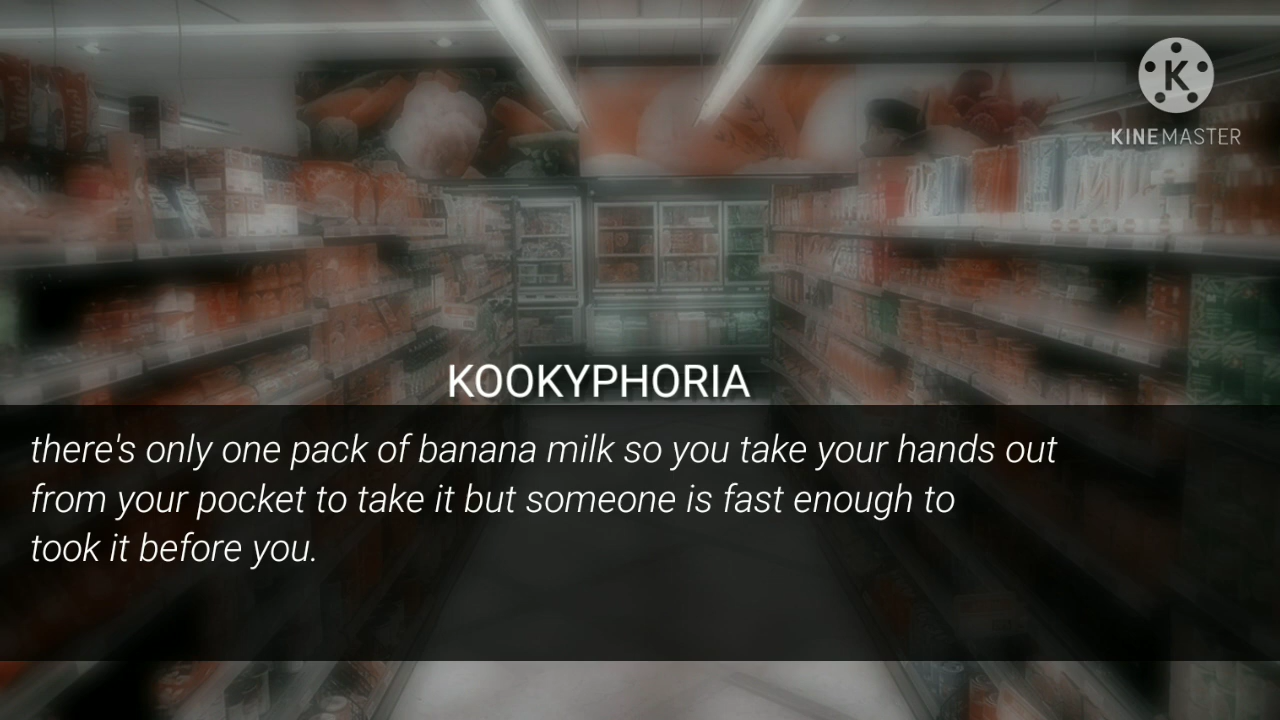 KINEMASTER
KOOKYPHORIA
there's only one pack of banana milk so you take your hands out
from your pocket to take it but someone is fast enough to
took it before you.